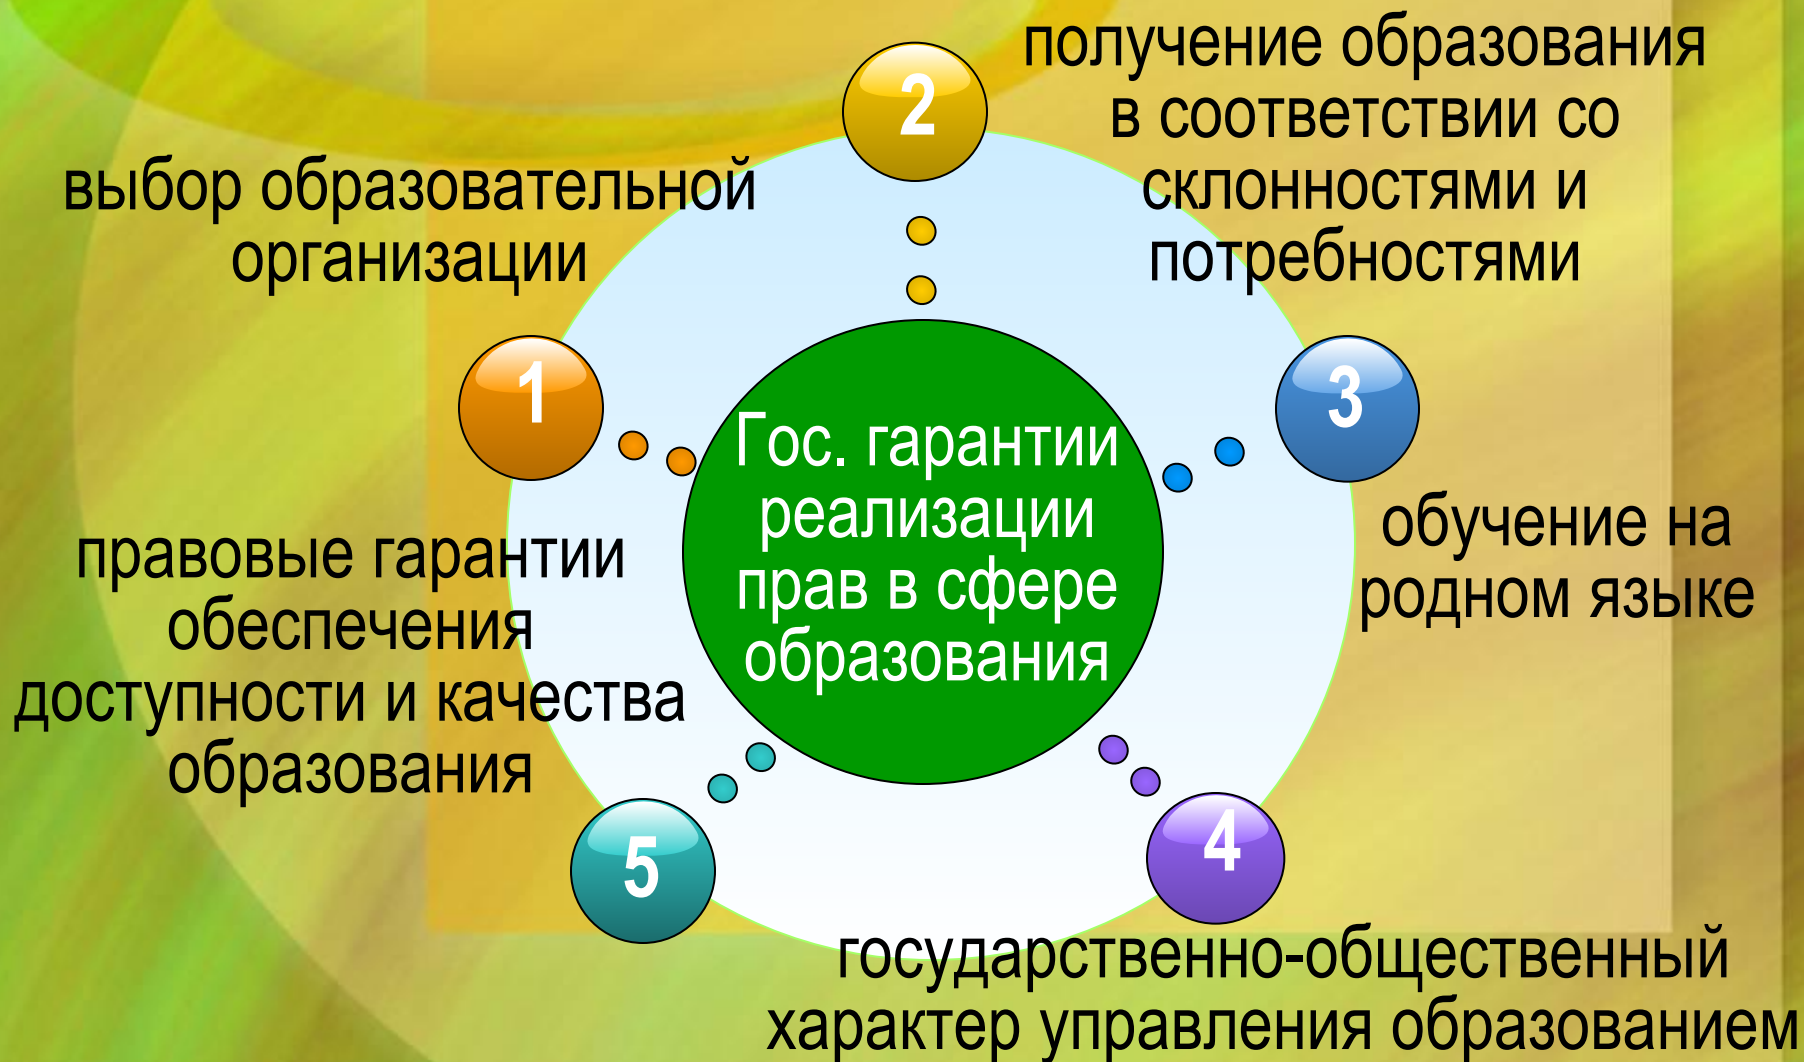 Гос. гарантии
реализации
прав в сфере
образования
1
выбор образовательной
организации
2
получение образования
в соответствии со
склонностями и
потребностями
3
обучение на
родном языке
4
государственно-общественный
характер управления образованием
5
правовые гарантии
обеспечения
доступности и качества
образования